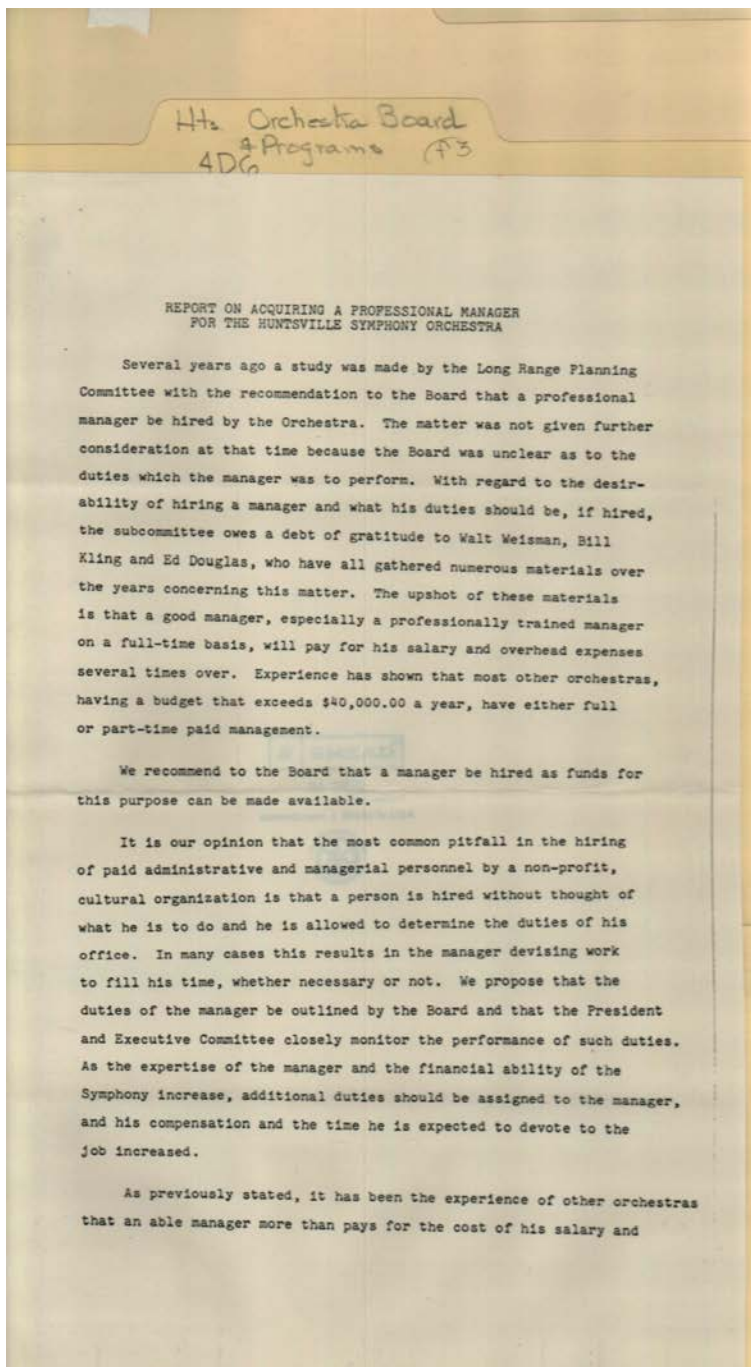 Hts Orchestra Board
& Programs
4D6
REPORT ON ACQUIRING A PROFESSIONAL MANAGER
FOR THE HUNTSVILLE SYMPHONY ORCHESTRA
Several years ago a study was made by the Long Range Planning
Committee with the recommendation to the Board that a professional
manager be hired by the Orchestra. The matter was not given further
consideration at that time because the Board was unclear as to the
duties which the manager was to perform. With regard to the desir-
ability of hiring a manager and what his duties should be, if hired,
the subcommittee owes a debt of gratitude to Walt Weisman, Bill
Kling and Ed Douglas, who have all gathered numerous materials over
the years concerning this matter. The upshot of these materials
is that a good manager, especially a professionally trained manager
on a full-time basis, will pay for his salary and overhead expenses
several times over. Experience has shown that most other orchestras,
having a budget that exceeds $40,000.00 a year, have either full
or part-time paid management.
We recommend to the Board that a manager be hired as funds for
this purpose can be made available.
It is our opinion that the most common pitfall in the hiring
of paid administrative and managerial personnel by a non-profit,
cultural organization is that a person is hired without thought of
what he is to do and he is allowed to determine the duties of his
office. In many cases this results in the manager devising work
to fill his time, whether necessary or not. We propose that the
duties of the manager be outlined by the Board and that the President
and Executive Committee closely monitor the performance of such duties.
As the expertise of the manager and the financial ability of the
Symphony increase, additional duties should be assigned to the manager,
and his compensation and the time he is expected to devote to the
job increased.
As previously stated, it has been the experience of other orchestras
that an able manager more than pays for the cost of his salary and